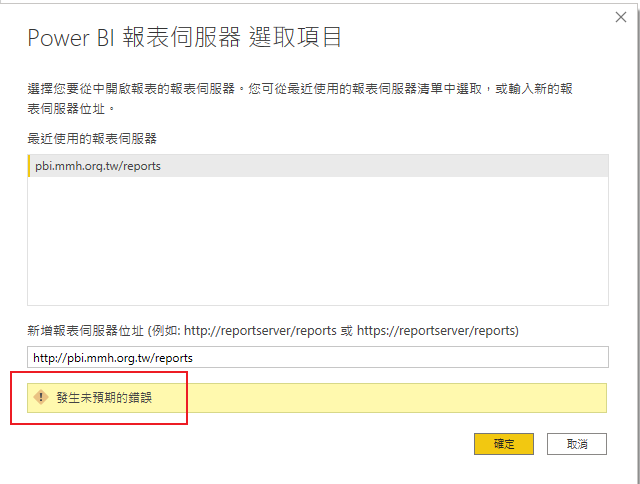 Power BI 報表伺服器 選取項目
選擇您要從中開啟報表的報表伺服器。您可從最近使用的報表伺服器清單中選取，或輸入新的報
表伺服器位址。
最近使用的報表伺服器
pbi.mmh.org.tw/reports
新增報表伺服器位址 (例如: http://reportserver/reports 或 https://reportserver/reports)
http://pbi.mmh.org.tw/reports
發生未預期的錯誤
確定
取消